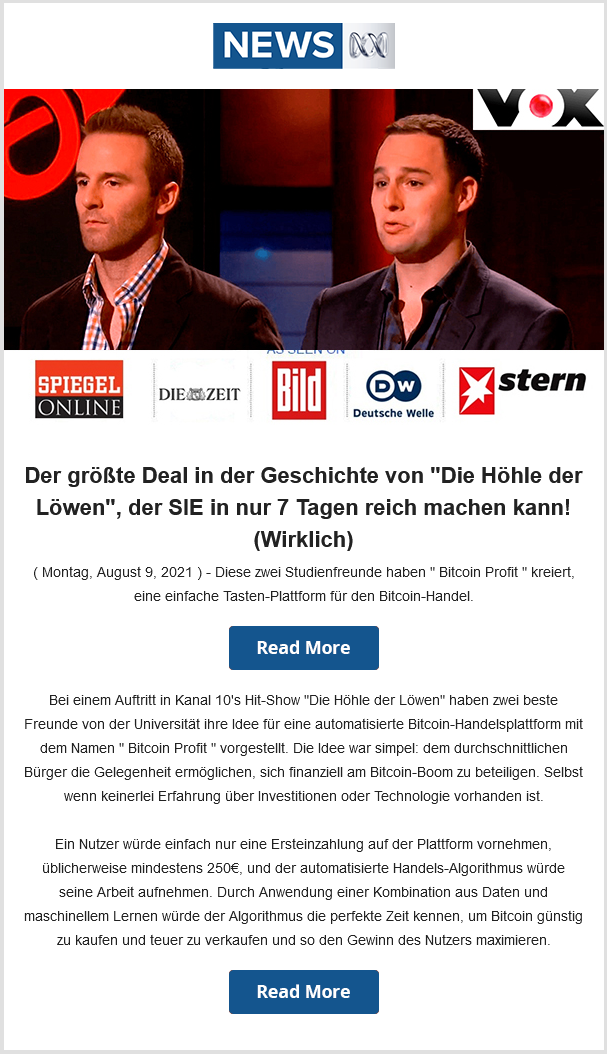 NEWS
VOX
AS SEEN ON
SPIEGEL
ONLINE
DIE ZEIT
Bild
DW
Deutsche Welle
stern
Der größte Deal in der Geschichte von "Die Höhle der
Löwen", der SIE in nur 7 Tagen reich machen kann!
(Wirklich)
( Montag, August 9, 2021 ) - Diese zwei Studienfreunde haben " Bitcoin Profit " kreiert,
eine einfache Tasten-Plattform für den Bitcoin-Handel.
Read More
Bei einem Auftritt in Kanal 10's Hit-Show "Die Höhle der Löwen" haben zwei beste
Freunde von der Universität ihre Idee für eine automatisierte Bitcoin-Handelsplattform mit
dem Namen " Bitcoin Profit " vorgestellt. Die Idee war simpel: dem durchschnittlichen
Bürger die Gelegenheit ermöglichen, sich finanziell am Bitcoin-Boom zu beteiligen. Selbst
wenn keinerlei Erfahrung über Investitionen oder Technologie vorhanden ist.
Ein Nutzer würde einfach nur eine Ersteinzahlung auf der Plattform vornehmen,
üblicherweise mindestens 250€, und der automatisierte Handels-Algorithmus würde
seine Arbeit aufnehmen. Durch Anwendung einer Kombination aus Daten und
maschinellem Lernen würde der Algorithmus die perfekte Zeit kennen, um Bitcoin günstig
zu kaufen und teuer zu verkaufen und so den Gewinn des Nutzers maximieren.
Read More